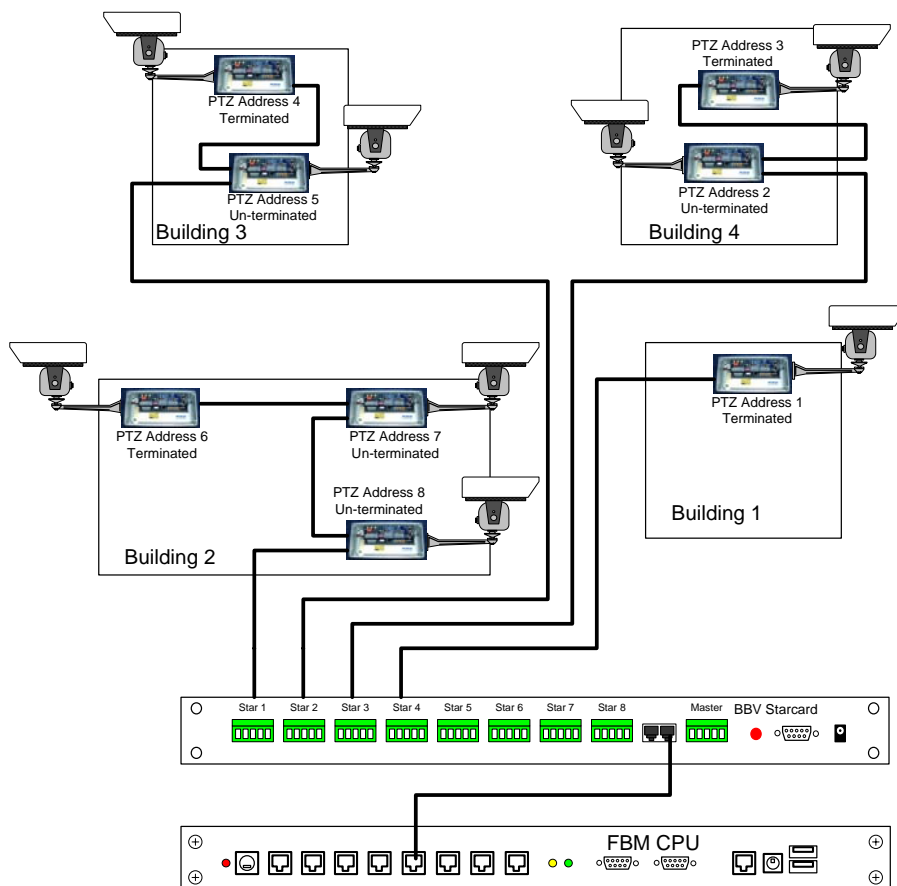 PTZ Address 4
Terminated
PTZ Address 5
Un-terminated
Building 3
PTZ Address 3
Terminated
PTZ Address 2
Un-terminated
Building 4
PTZ Address 6
Terminated
PTZ Address 7
Un-terminated
PTZ Address 8
Un-terminated
Building 2
PTZ Address 1
Terminated
Building 1
Star 1
Star 2
Star 3
Star 4
Star 5
Star 6
Star 7
Star 8
Master
BBV Starcard
FBM CPU